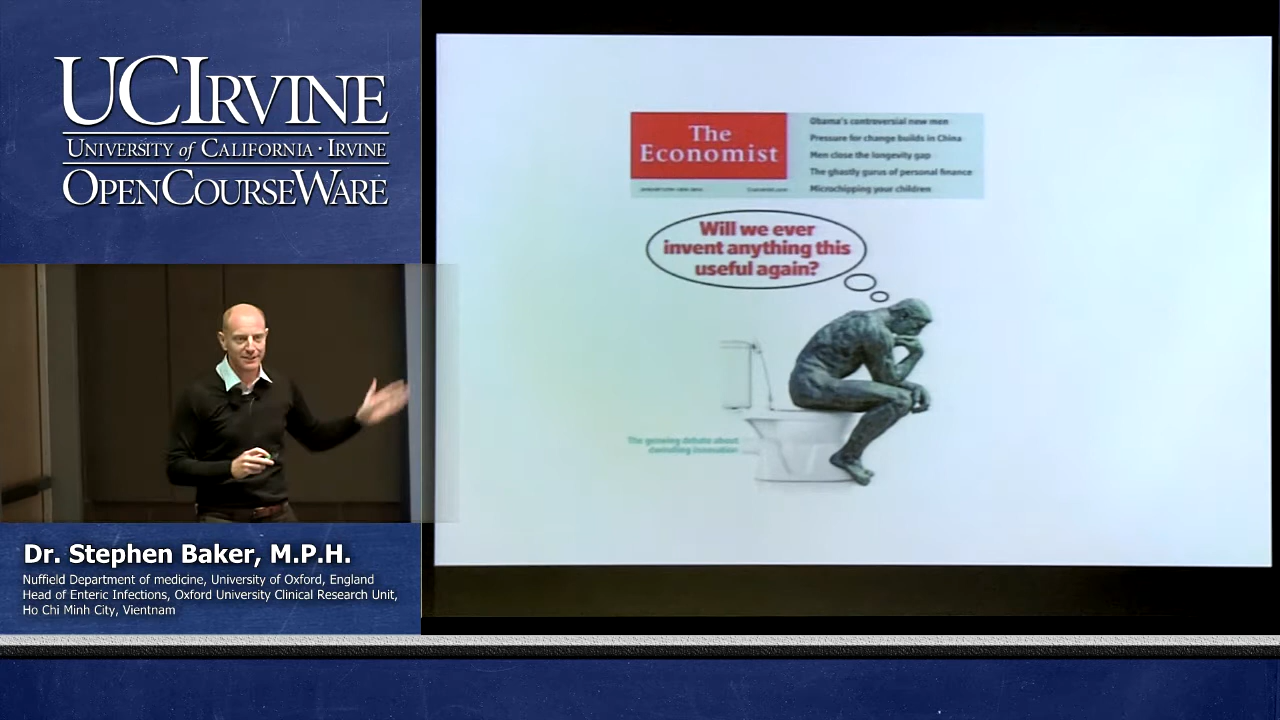 UCIRVINE
UNIVERSITY of CALIFORNIA · IRVINE
OPENCOURSEWARE
The
Economist
Obama's controversial new men
Pressure for change builds in China
Men close the longevity gap
The ghastly gurus of personal finance
Microchipping your children
Will we ever
invent anything this
useful again?
The growing debate about
dwindling innovation
Dr. Stephen Baker, M.P.H.
Nuffield Department of medicine, University of Oxford, England
Head of Enteric Infections, Oxford University Clinical Research Unit,
Ho Chi Minh City, Vientnam